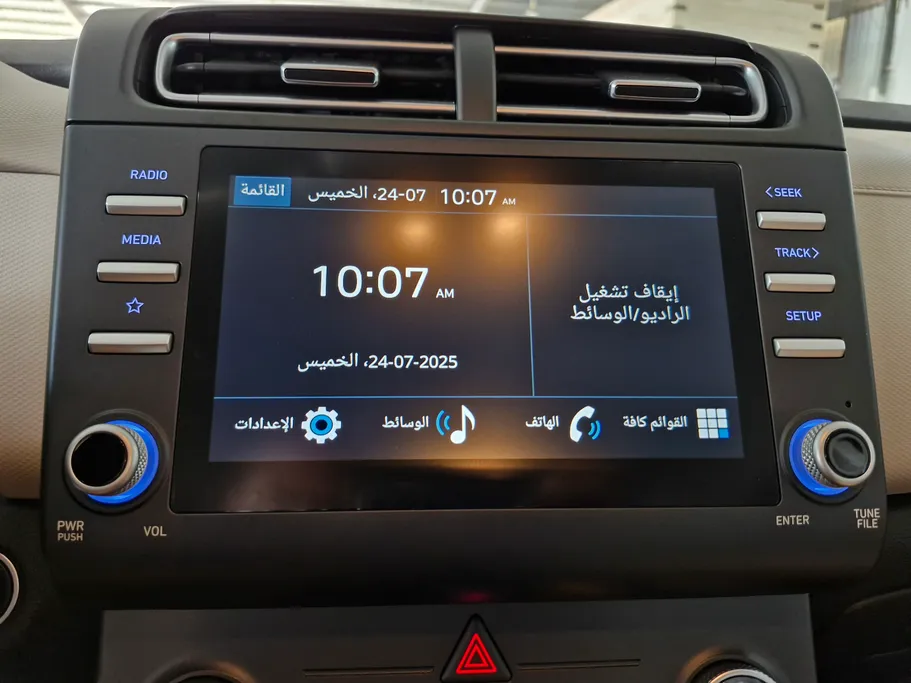 القائمة
الخميس ،24-07 10:07 AM
RADIO
MEDIA
<SEEK
TRACK>
SETUP
10:07 AM
الخميس ،24-07-2025
إيقاف تشغيل
الراديو/الوسائط
القوائم كافة
الهاتف
الوسائط
الإعدادات
PWR
PUSH
VOL
ENTER
TUNE
FILE